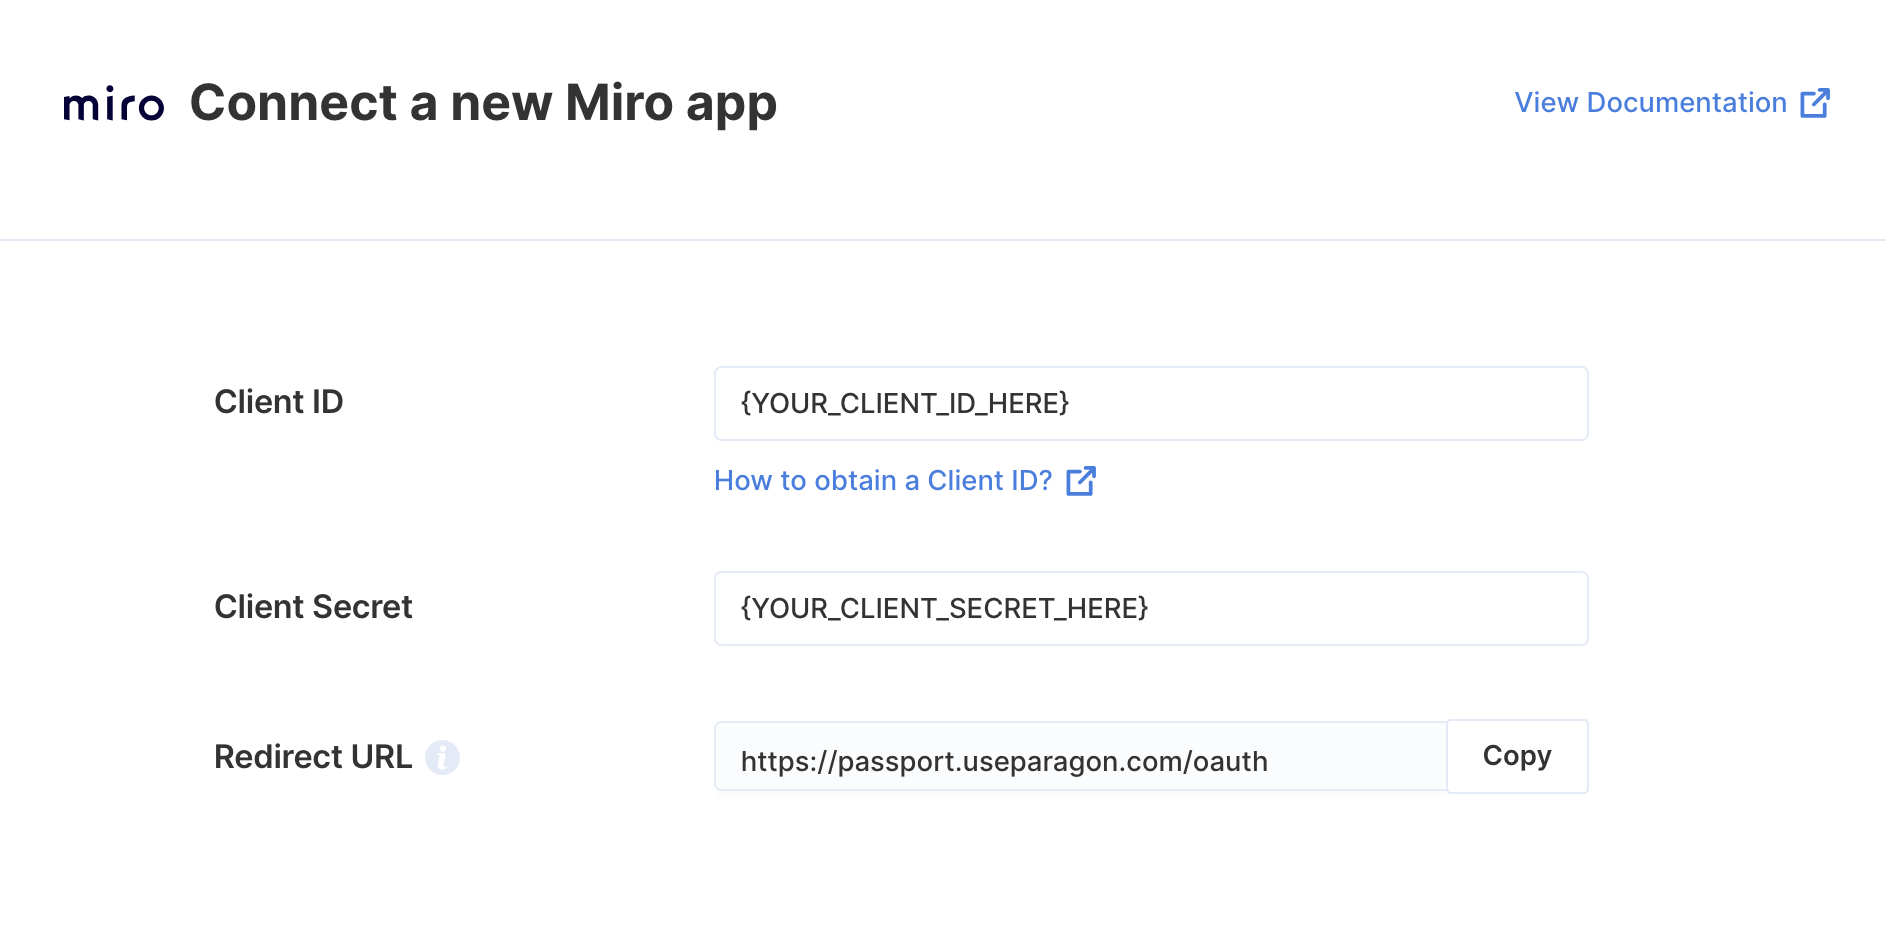 miro Connect a new Miro app
View Documentation
Client ID
{YOUR_CLIENT_ID_HERE}
How to obtain a Client ID?
Client Secret
{YOUR_CLIENT_SECRET_HERE}
Redirect URL i
https://passport.useparagon.com/oauth
Copy